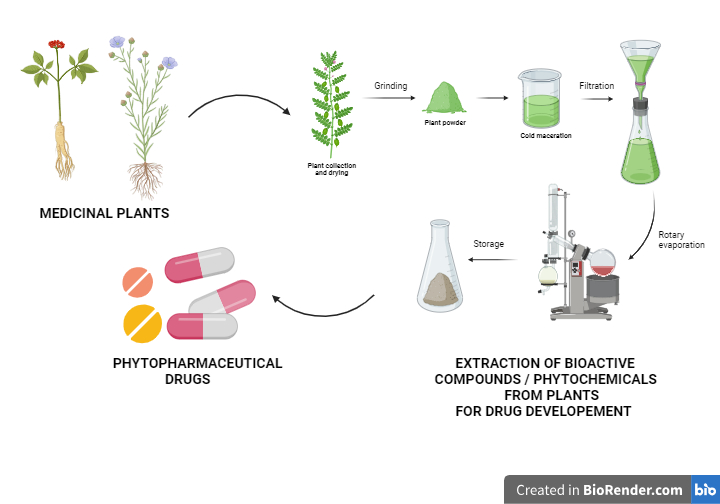 Grinding
Filtration
Plant powder
Cold maceration
Plant collection
and drying
MEDICINAL PLANTS
Rotary
evaporation
Storage
PHYTOPHARMACEUTICAL
DRUGS
EXTRACTION OF BIOACTIVE
COMPOUNDS / PHYTOCHEMICALS
FROM PLANTS
FOR DRUG DEVELOPEMENT
Created in BioRender.com bio